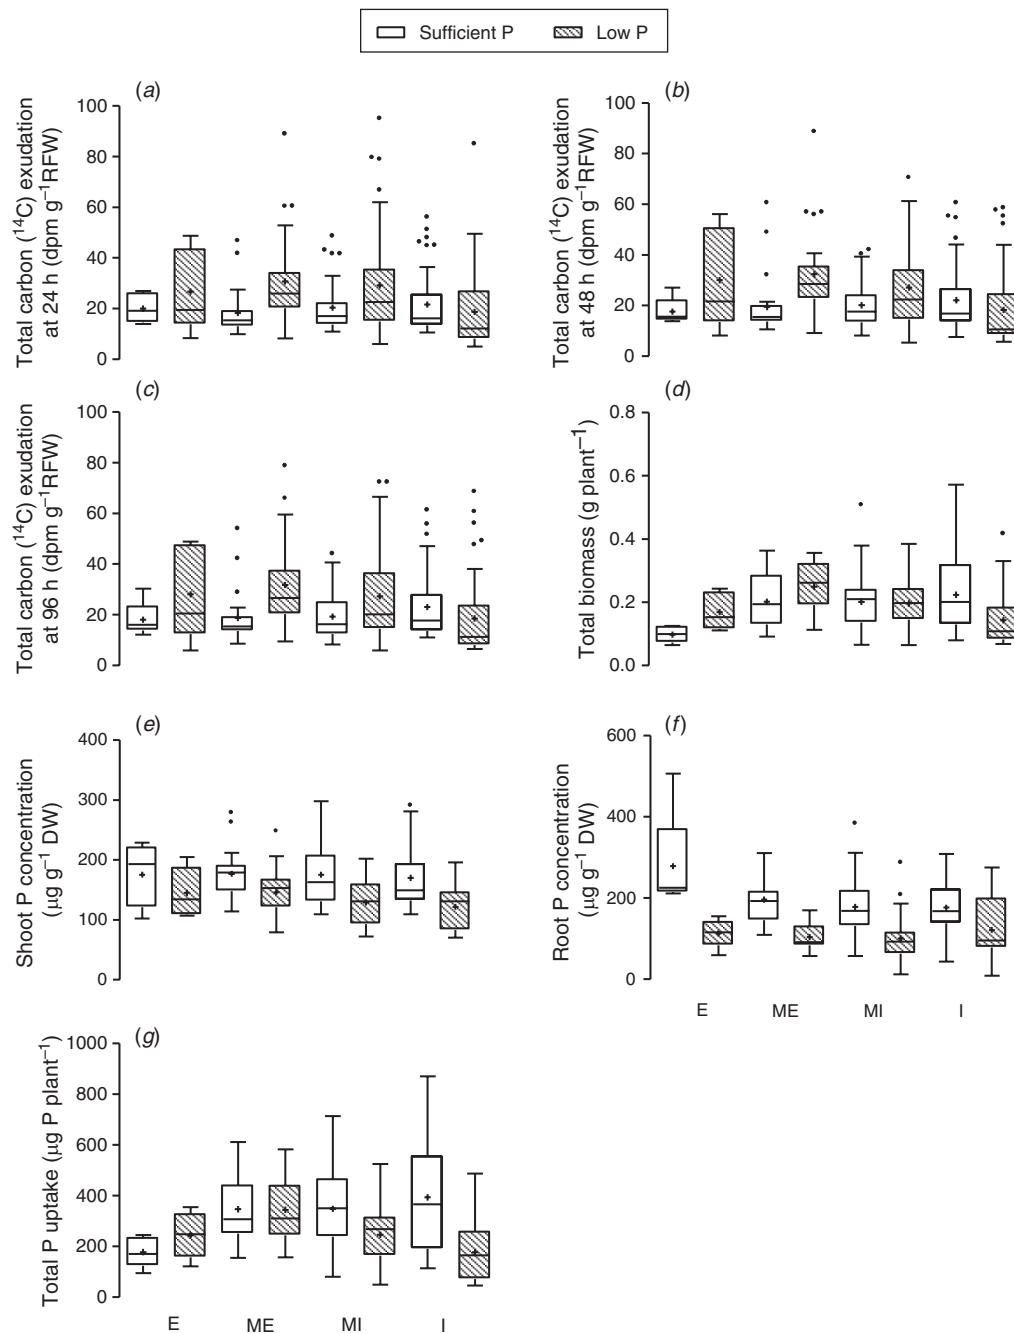 Sufficient P Low P
(a)
Total carbon (¹⁴C) exudation
at 24 h (dpm g⁻¹RFW)
100
80
60
40
20
0
(b)
Total carbon (¹⁴C) exudation
at 48 h (dpm g⁻¹RFW)
100
80
60
40
20
0
(c)
Total carbon (¹⁴C) exudation
at 96 h (dpm g⁻¹RFW)
100
80
60
40
20
0
(d)
Total biomass (g plant⁻¹)
0.8
0.6
0.4
0.2
0.0
(e)
Shoot P concentration
(µg g⁻¹ DW)
400
300
200
100
0
(f)
Root P concentration
(µg g⁻¹ DW)
600
400
200
0
E ME MI I
(g)
Total P uptake (µg P plant⁻¹)
1000
800
600
400
200
0
E ME MI I